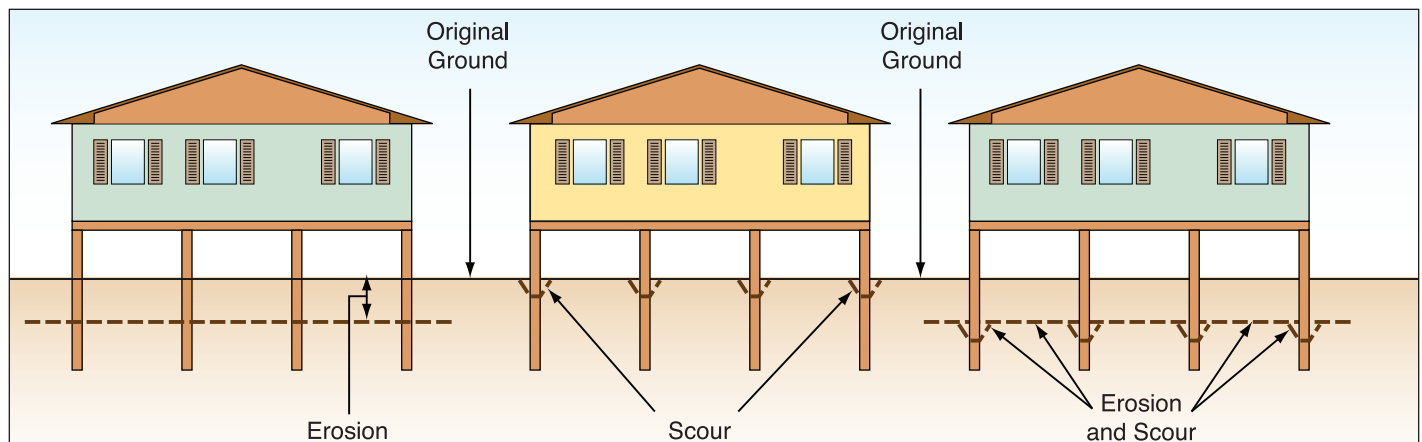 Original
Ground
Original
Ground
Erosion
Scour
Erosion
and Scour